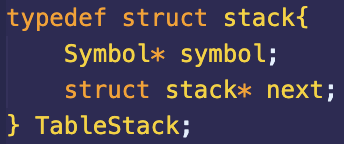 typedef struct stack{
    Symbol* symbol;
    struct stack* next;
} TableStack;